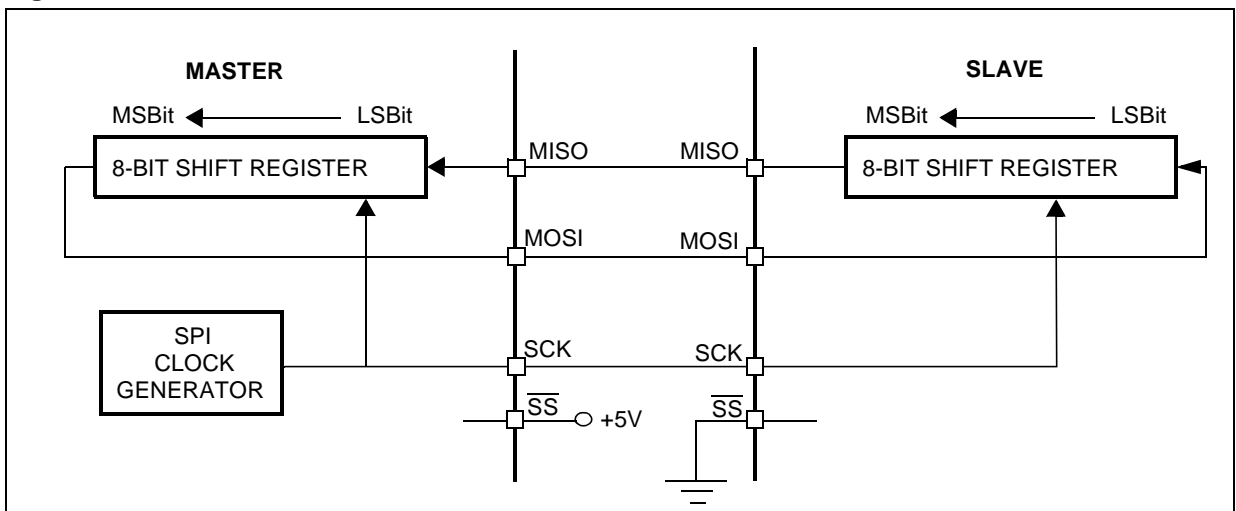 MASTER
SLAVE
MSBit LSBit
MSBit LSBit
8-BIT SHIFT REGISTER
MISO
MISO
8-BIT SHIFT REGISTER
MOSI
MOSI
SPI
CLOCK
GENERATOR
SCK
SCK
SS
+5V
SS